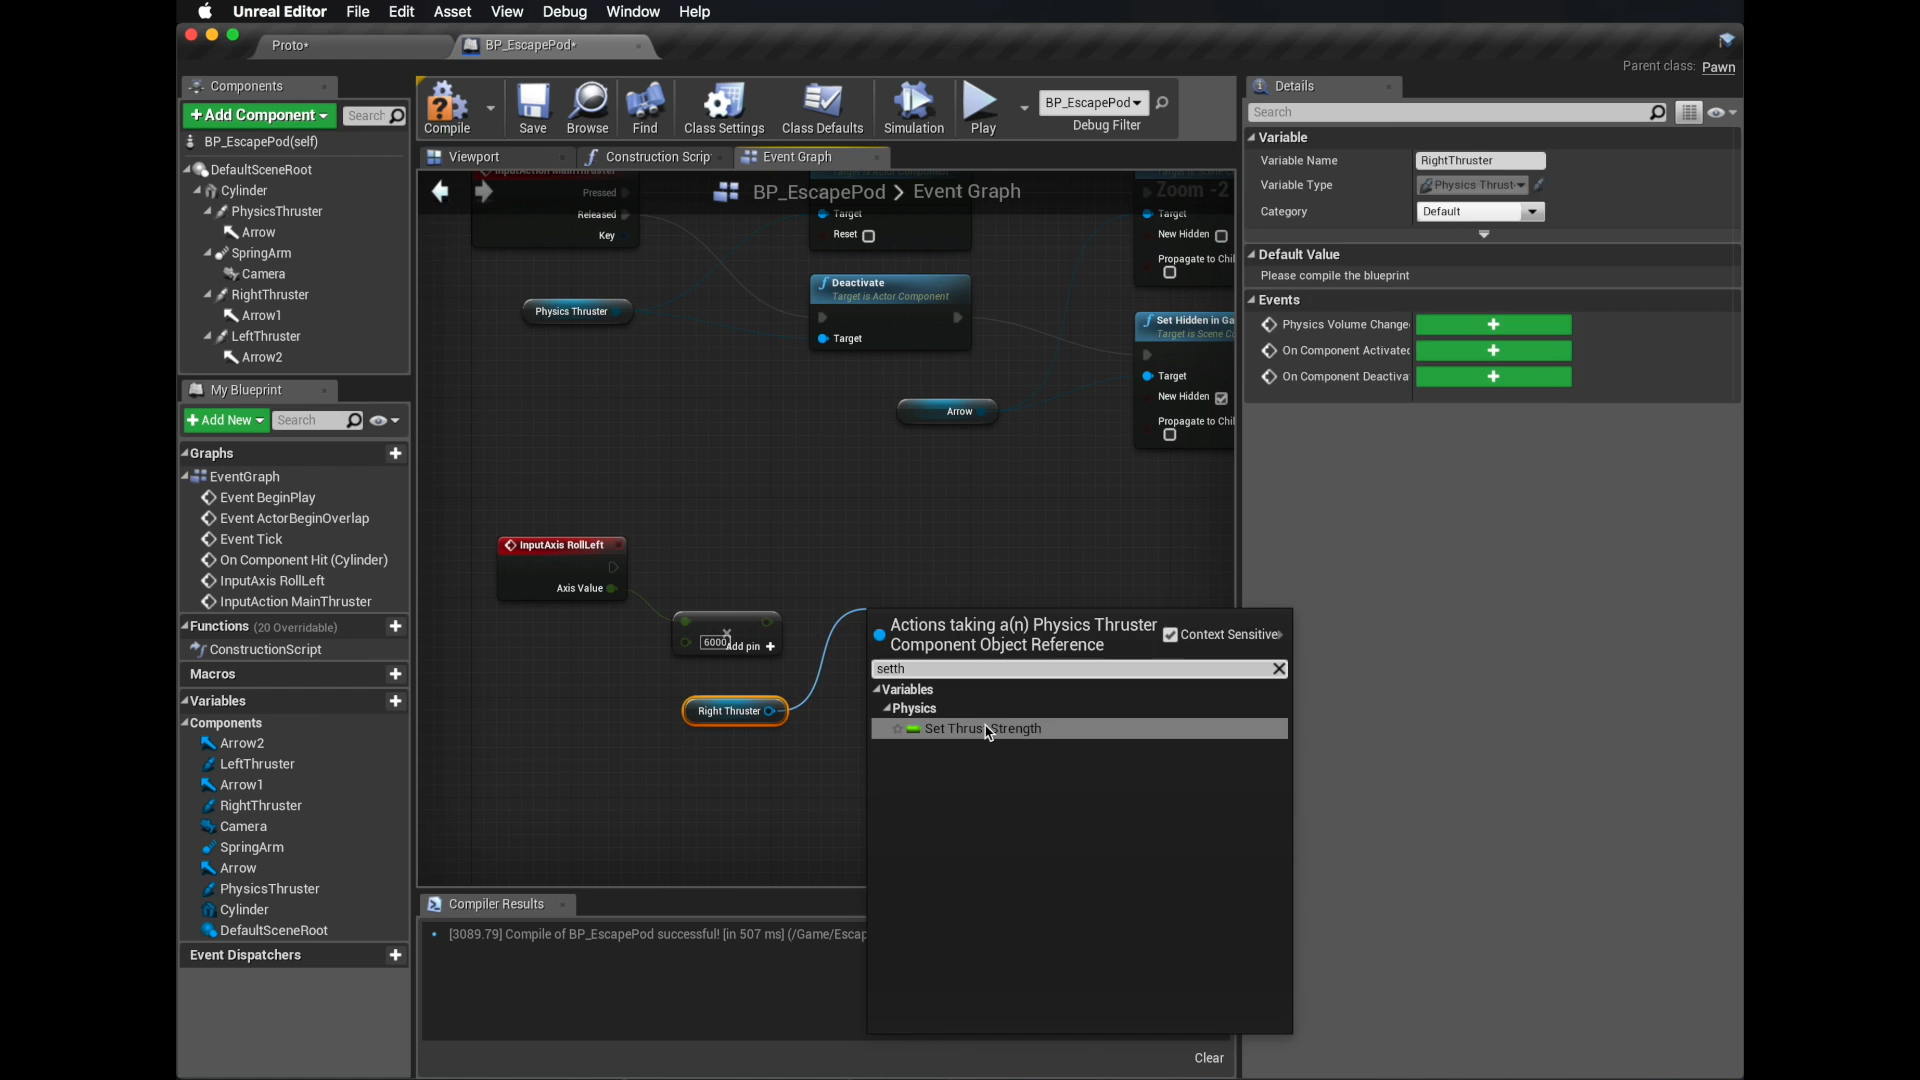 Unreal Editor File Edit Asset View Debug Window Help
Proto*
BP_EscapePod*
Parent class: Pawn
Components
+Add Component
Search
BP_EscapePod(self)
DefaultSceneRoot
Cylinder
PhysicsThruster
Arrow
SpringArm
Camera
RightThruster
Arrow1
LeftThruster
Arrow2
My Blueprint
+Add New
Search
Graphs
EventGraph
Event BeginPlay
Event ActorBeginOverlap
Event Tick
On Component Hit (Cylinder)
InputAxis RollLeft
InputAction MainThruster
Functions (20 Overridable)
ConstructionScript
Macros
Variables
Components
Arrow2
LeftThruster
Arrow1
RightThruster
Camera
SpringArm
Arrow
PhysicsThruster
Cylinder
DefaultSceneRoot
Event Dispatchers
Compile
Save
Browse
Find
Class Settings
Class Defaults
Simulation
Play
BP_EscapePod
Debug Filter
Viewport
Construction Scrip
Event Graph
BP_EscapePod > Event Graph
Zoom -2
InputAction MainThruster
Pressed
Released
Key
Target
Reset
Target
New Hidden
Propagate to Chil
Physics Thruster
Deactivate
Target is Actor Component
Target
Set Hidden in Ga
Target is Scene Co
Target
New Hidden
Propagate to Chil
Arrow
InputAxis RollLeft
Axis Value
6000
Add pin +
Right Thruster
Actions taking a(n) Physics Thruster
Component Object Reference
Context Sensitive
setth
Variables
Physics
Set Thrust Strength
Compiler Results
[3089.79] Compile of BP_EscapePod successful! [in 507 ms] (/Game/Escap
Clear
Details
Search
Variable
Variable Name
RightThruster
Variable Type
Physics Thrust
Category
Default
Default Value
Please compile the blueprint
Events
Physics Volume Change
On Component Activated
On Component Deactiva